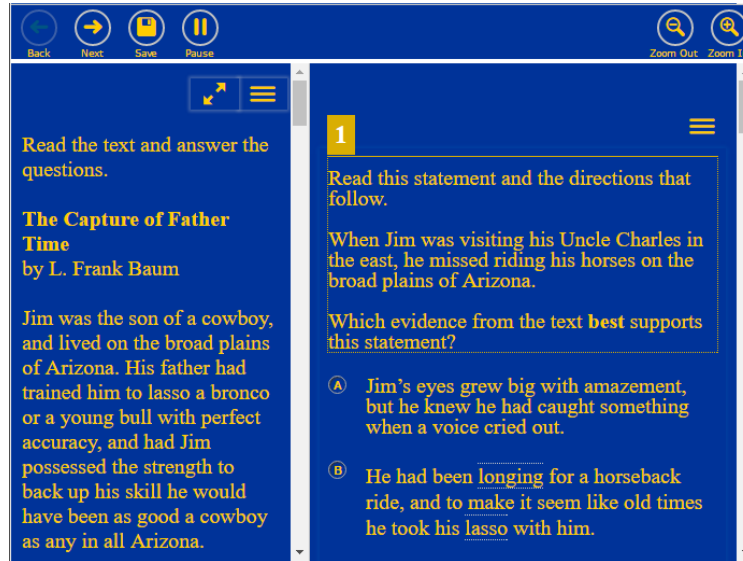 Back Next Save Pause Zoom Out Zoom I
Read the text and answer the
questions.
The Capture of Father
Time
by L. Frank Baum
Jim was the son of a cowboy,
and lived on the broad plains
of Arizona. His father had
trained him to lasso a bronco
or a young bull with perfect
accuracy, and had Jim
possessed the strength to
back up his skill he would
have been as good a cowboy
as any in all Arizona.
1
Read this statement and the directions that
follow.
When Jim was visiting his Uncle Charles in
the east, he missed riding his horses on the
broad plains of Arizona.
Which evidence from the text best supports
this statement?
A Jim’s eyes grew big with amazement,
but he knew he had caught something
when a voice cried out.
B He had been longing for a horseback
ride, and to make it seem like old times
he took his lasso with him.